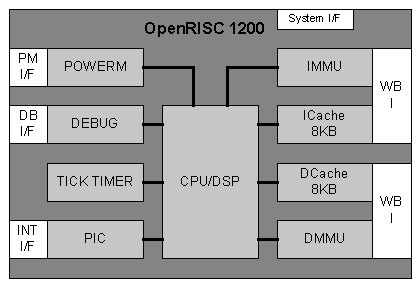 System I/F
OpenRISC 1200
PM
I/F
POWERM
IMMU
WB
I
DB
I/F
DEBUG
ICache
8KB
TICK TIMER
CPU/DSP
DCache
8KB
WB
I
INT
I/F
PIC
DMMU